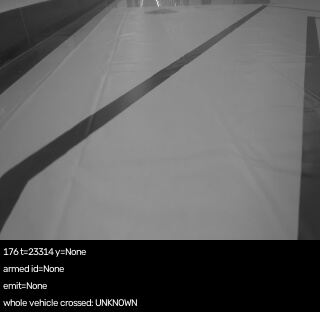 176 t=23314 y=None
armed id=None
emit=None
whole vehicle crossed: UNKNOWN